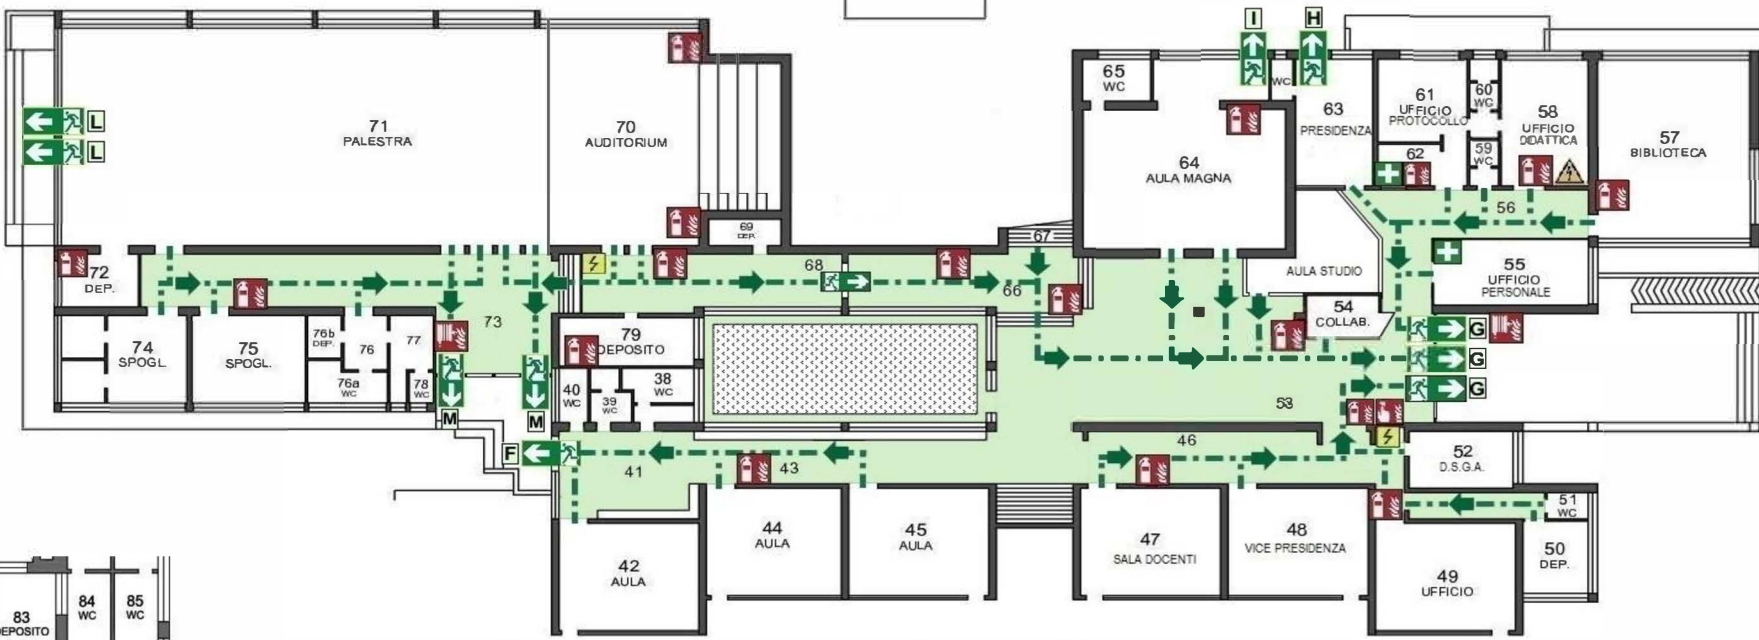 I
H
65
WC
WC
63
PRESIDENZA
61
UFFICIO
PROTOCOLLO
60
WC
58
UFFICIO
DIDATTICA
57
BIBLIOTECA
L
L
71
PALESTRA
70
AUDITORIUM
64
AULA MAGNA
62
59
WC
56
69
DEP.
67
72
DEP.
68
66
AULA STUDIO
55
UFFICIO
PERSONALE
73
54
COLLAB.
G
G
G
74
SPOGL.
75
SPOGL.
76b
DEP.
76
77
76a
WC
78
WC
79
DEPOSITO
40
WC
39
WC
38
WC
M
M
F
53
41
43
46
52
D.S.G.A.
51
WC
50
DEP.
42
AULA
44
AULA
45
AULA
47
SALA DOCENTI
48
VICE PRESIDENZA
49
UFFICIO
83
EPOSITO
84
WC
85
WC